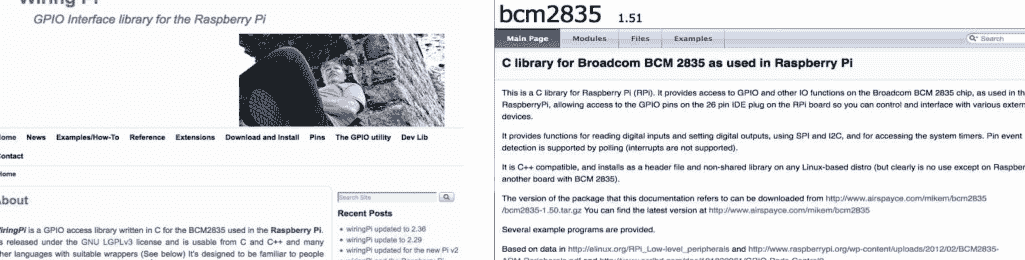 Wiring Pi
GPIO Interface library for the Raspberry Pi
ome News Examples/How-To Reference Extensions Download and Install Pins The GPIO utility Dev Lib
ontact
ome
About
Search Site
Recent Posts
wiringPi updated to 2.36
wiringPi update to 2.29
wiringPi updated for the new Pi v2
iringPi is a GPIO access library written in C for the BCM2835 used in the Raspberry Pi.
s released under the GNU LGPLv3 license and is usable from C and C++ and many
her languages with suitable wrappers (See below) It's designed to be familiar to people
bcm2835 1.51
Main Page Modules Files Examples
Search
C library for Broadcom BCM 2835 as used in Raspberry Pi
This is a C library for Raspberry Pi (RPi). It provides access to GPIO and other IO functions on the Broadcom BCM 2835 chip, as used in th
RaspberryPi, allowing access to the GPIO pins on the 26 pin IDE plug on the RPi board so you can control and interface with various extern
devices.
It provides functions for reading digital inputs and setting digital outputs, using SPI and I2C, and for accessing the system timers. Pin event
detection is supported by polling (interrupts are not supported).
It is C++ compatible, and installs as a header file and non-shared library on any Linux-based distro (but clearly is no use except on Raspber
another board with BCM 2835).
The version of the package that this documentation refers to can be downloaded from http://www.airspayce.com/mikem/bcm2835
/bcm2835-1.50.tar.gz You can find the latest version at http://www.airspayce.com/mikem/bcm2835
Several example programs are provided.
Based on data in http://elinux.org/RPi_Low-level_peripherals and http://www.raspberrypi.org/wp-content/uploads/2012/02/BCM2835-